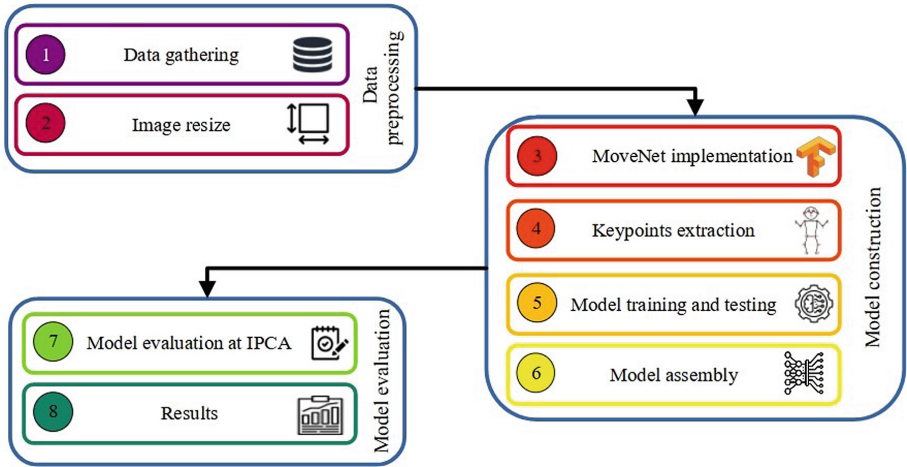 1
Data gathering
2
Image resize
Data
preprocessing
3
MoveNet implementation
4
Keypoints extraction
5
Model training and testing
6
Model assembly
Model construction
7
Model evaluation at IPCA
8
Results
Model evaluation